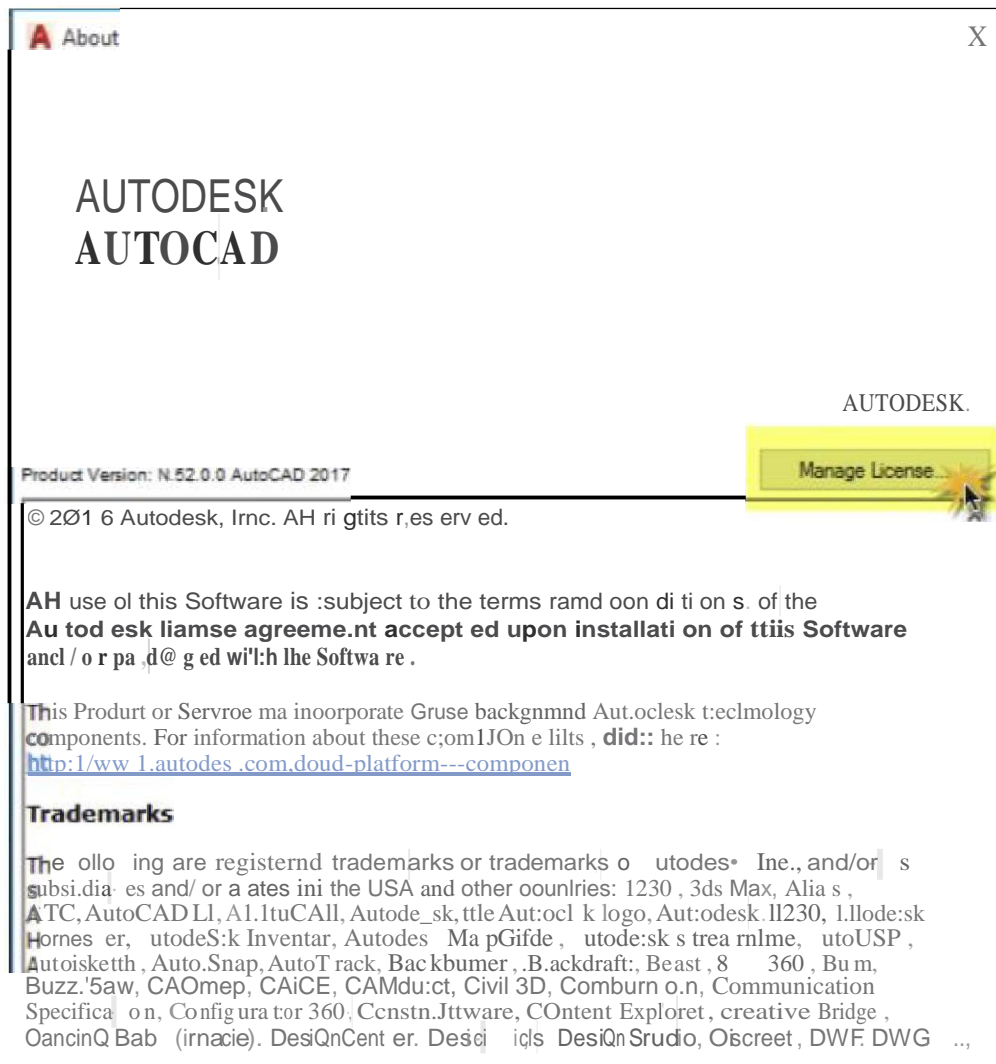 About
X
AUTODESK
AUTOCAD
AUTODESK.
Product Version: N.52.0.0 AutoCAD 2017
Manage License...
© 2Ø1 6 Autodesk, Irnc. AH ri gtits r,es erv ed.
AH use ol this Software is :subject to the terms ramd oon di ti on s. of the
Au tod esk liamse agreeme.nt accept ed upon installati on of ttiis Software
ancl / o r pa ,d@ g ed wi'l:h lhe Softwa re .
This Produrt or Servroe ma inoorporate Gruse backgnmnd Aut.oclesk t:eclmology
components. For information about these c;om1JOn e lilts , did:: he re :
http:1/ww 1.autodes .com,doud-platform---componen
Trademarks
The ollo ing are registernd trademarks or trademarks o utodes• Ine., and/or s
subsi.dia es and/ or a ates ini the USA and other oounlries: 1230 , 3ds Max, Alia s ,
ATC, AutoCAD Ll, A1.1tuCAll, Autode_sk, ttle Aut:ocl k logo, Aut:odesk.ll230, l.llode:sk
Hornes er, utodeS:k Inventar, Autodes Ma pGifde , utode:sk s trea rnlme, utoUSP ,
Autoisketth , Auto.Snap, AutoT rack, Bac kbumer , .B.ackdraft:, Beast , 8 360 , Bu m,
Buzz.'5aw, CAOmep, CAiCE, CAMdu:ct, Civil 3D, Comburn o.n, Communication
Specifica o n, Config ura t:or 360, Ccnstn.Jttware, COntent Exploret , creative Bridge ,
OancinQ Bab (irnacie). DesiQnCent er. Desici icls DesiQn Srudio, Oiscreet , DWF. DWG ..,